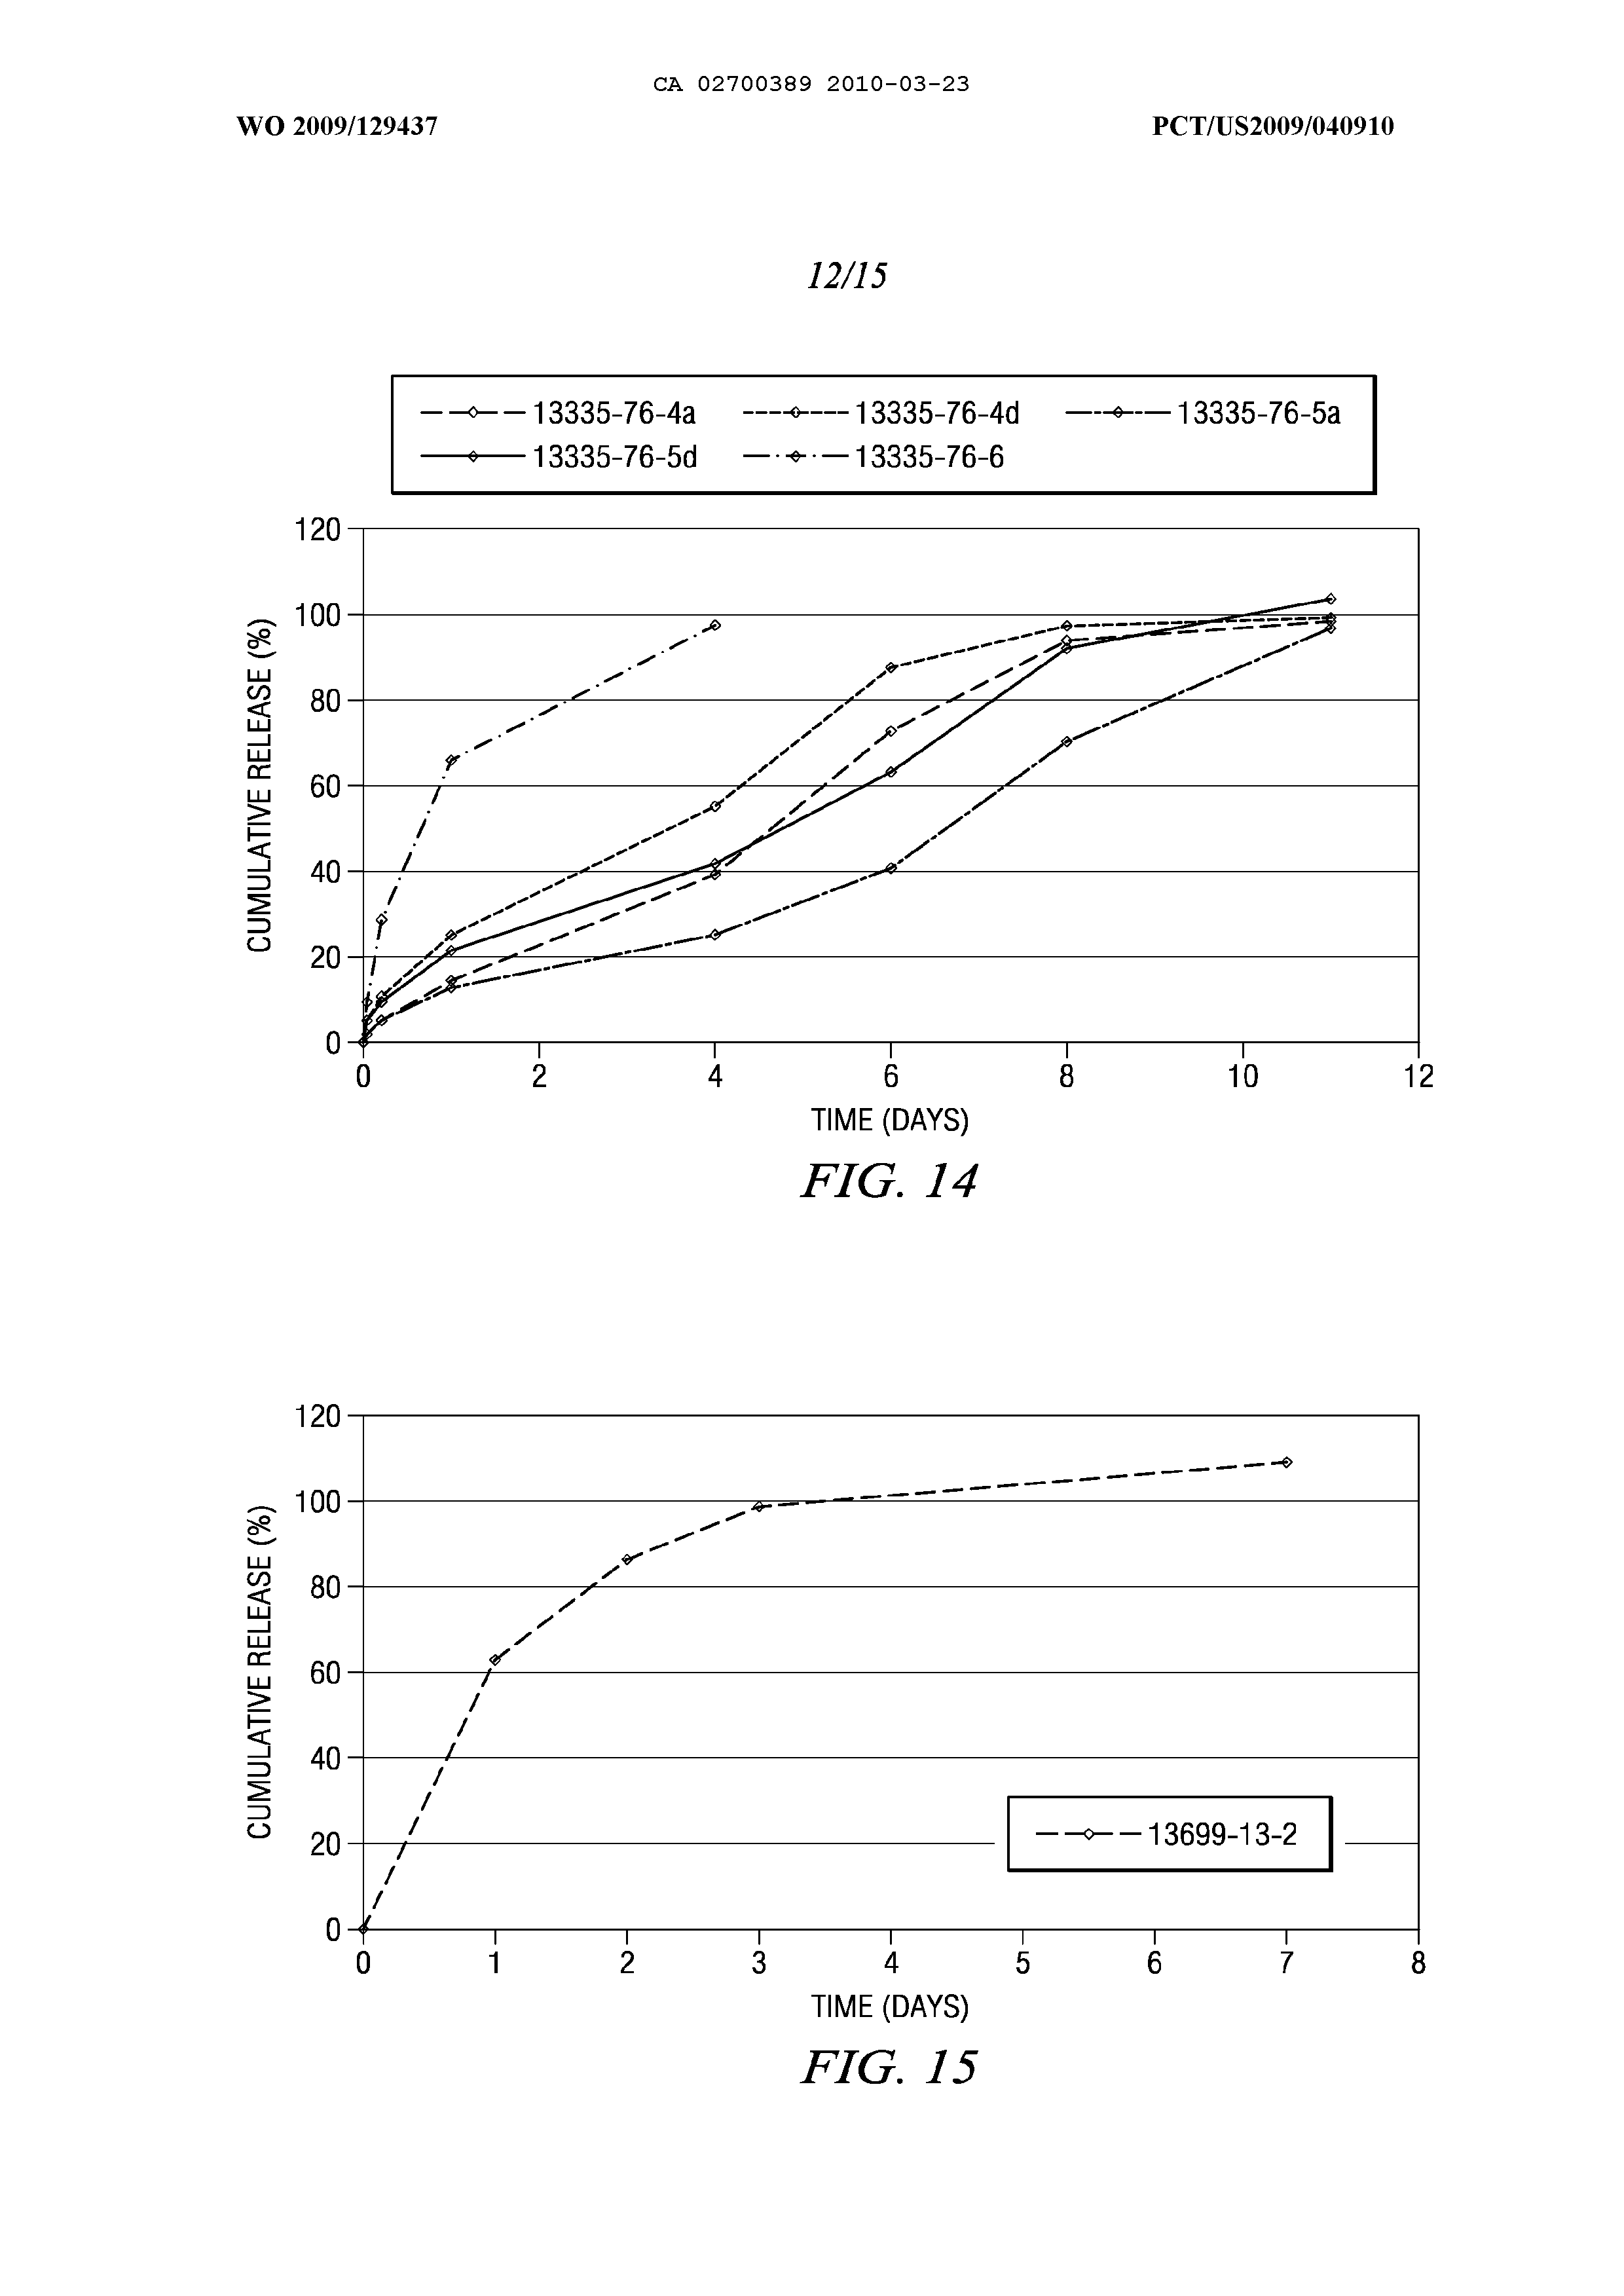 CA 02700389 2010-03-23
WO 2009/129437 PCT/US2009/040910
12/15
13335-76-4a 13335-76-4d 13335-76-5a
13335-76-5d 13335-76-6
120
100
80
60
40
20
0
CUMULATIVE RELEASE (%)
0 2 4 6 8 10 12
TIME (DAYS)
FIG. 14
120
100
80
60
40
20
0
CUMULATIVE RELEASE (%)
13699-13-2
0 1 2 3 4 5 6 7 8
TIME (DAYS)
FIG. 15